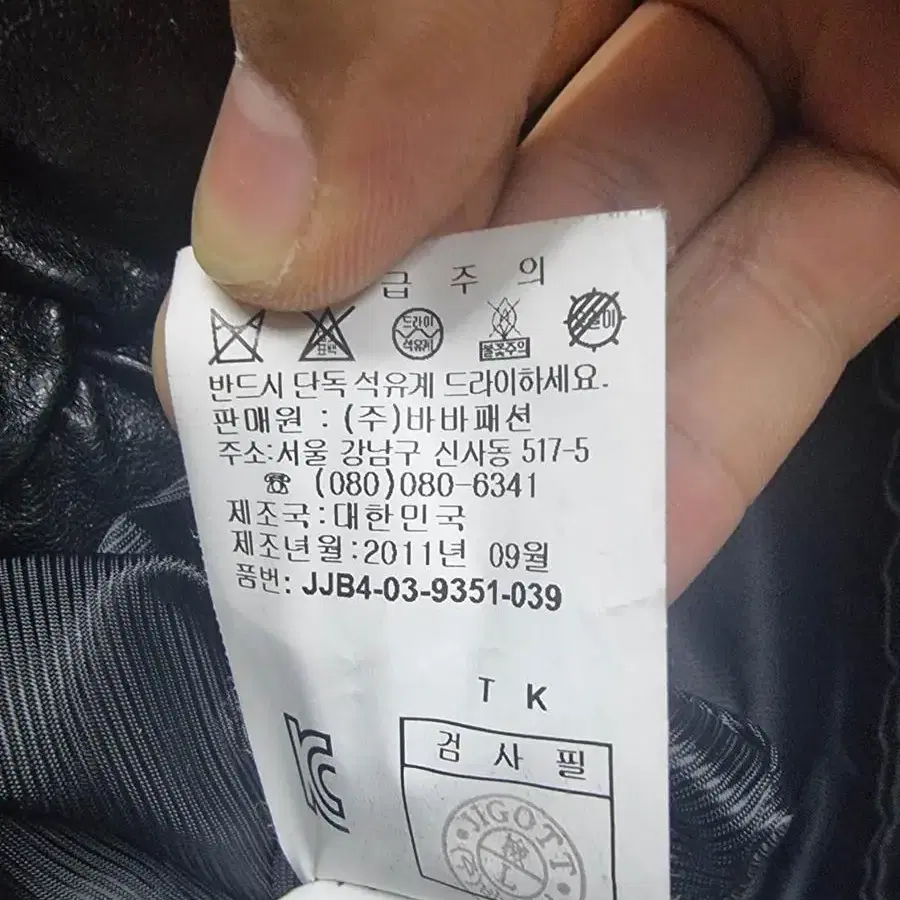 급 주 의
표백
드라이
석유계
불꽃주의
반드시 단독 석유계 드라이하세요.
판매원 : (주)바바패션
주소:서울 강남구 신사동 517-5
☎ (080)080-6341
제조국:대한민국
제조년월:2011년 09월
품번: JJB4-03-9351-039
T K
검 사 필
JIGOTT